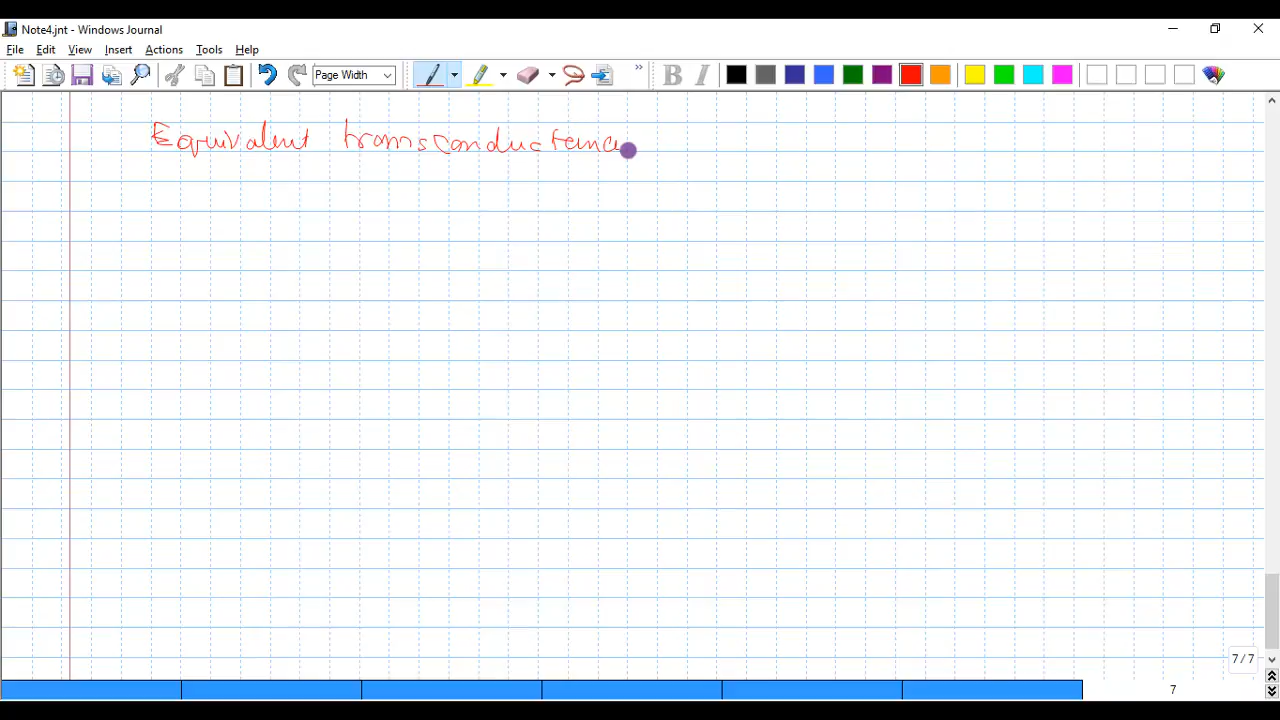 Note4.jnt - Windows Journal
File Edit View Insert Actions Tools Help
Page Width B I
Equivalent transconductance
7 / 7
7